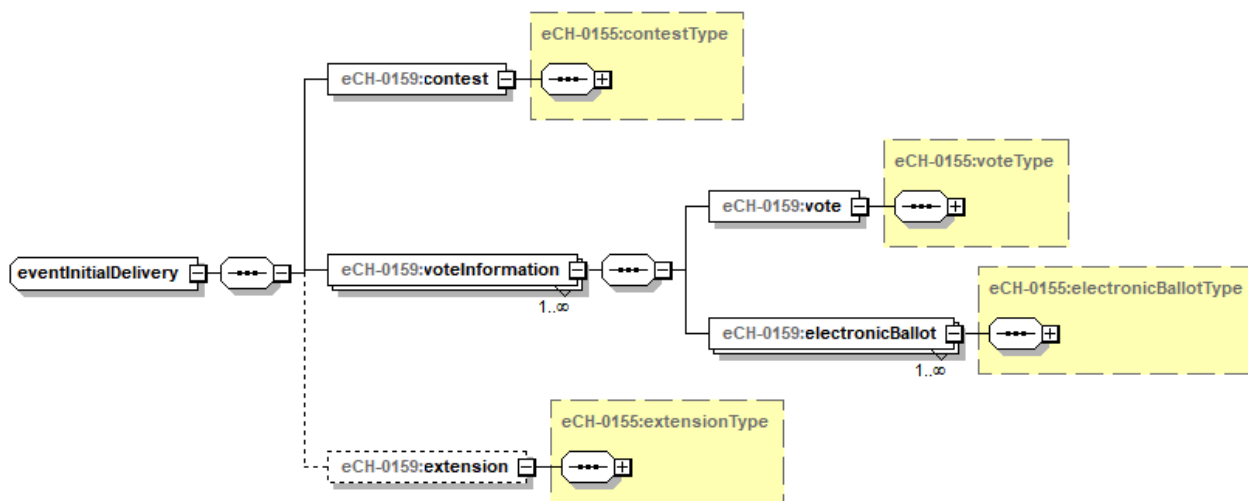 eCH-0155:contestType
eCH-0159:contest
eCH-0155:voteType
eCH-0159:vote
eventInitialDelivery
eCH-0159:voteInformation
1..∞
eCH-0155:electronicBallotType
eCH-0159:electronicBallot
1..∞
eCH-0155:extensionType
eCH-0159:extension